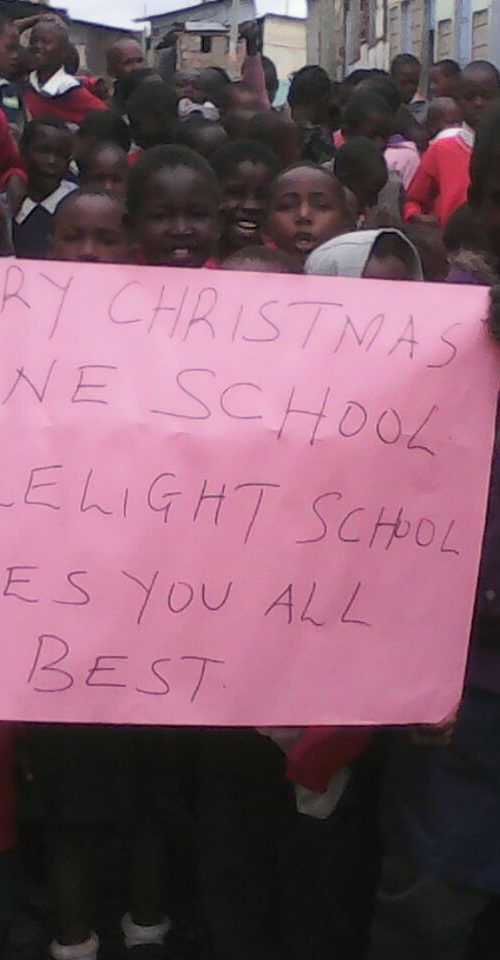 RY CHRISTMAS
NE SCHOOL
LELIGHT SCHOOL
ES YOU ALL
BEST.